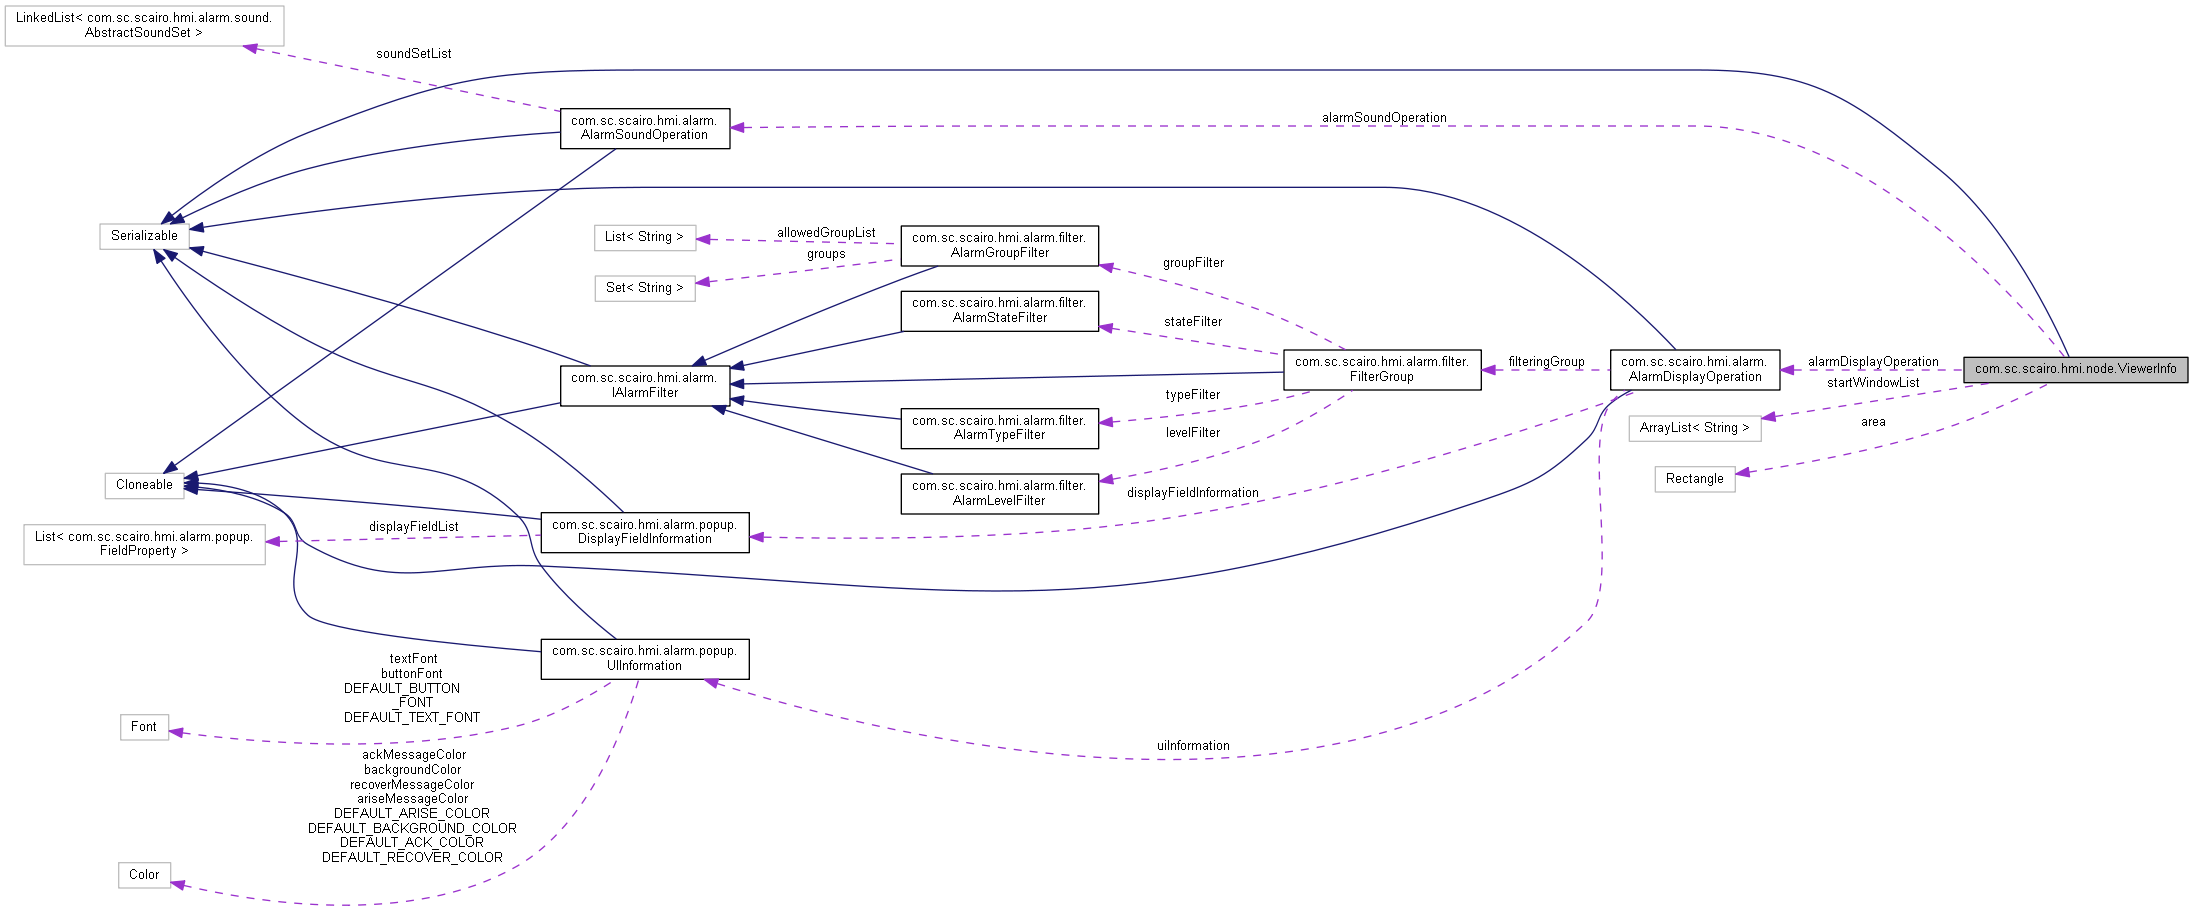 LinkedList< com.sc.scairo.hmi.alarm.sound.
AbstractSoundSet >
soundSetList
com.sc.scairo.hmi.alarm.
AlarmSoundOperation
alarmSoundOperation
Serializable
List< String >
allowedGroupList
groups
Set< String >
com.sc.scairo.hmi.alarm.filter.
AlarmGroupFilter
groupFilter
com.sc.scairo.hmi.alarm.filter.
AlarmStateFilter
stateFilter
com.sc.scairo.hmi.alarm.
IAlarmFilter
com.sc.scairo.hmi.alarm.filter.
FilterGroup
filteringGroup
com.sc.scairo.hmi.alarm.
AlarmDisplayOperation
alarmDisplayOperation
com.sc.scairo.hmi.node.ViewerInfo
startWindowList
typeFilter
com.sc.scairo.hmi.alarm.filter.
AlarmTypeFilter
levelFilter
ArrayList< String >
area
Rectangle
com.sc.scairo.hmi.alarm.filter.
AlarmLevelFilter
displayFieldInformation
Cloneable
List< com.sc.scairo.hmi.alarm.popup.
FieldProperty >
displayFieldList
com.sc.scairo.hmi.alarm.popup.
DisplayFieldInformation
com.sc.scairo.hmi.alarm.popup.
UIInformation
textFont
buttonFont
DEFAULT_BUTTON
_FONT
DEFAULT_TEXT_FONT
Font
uiInformation
ackMessageColor
backgroundColor
recoverMessageColor
ariseMessageColor
DEFAULT_ARISE_COLOR
DEFAULT_BACKGROUND_COLOR
DEFAULT_ACK_COLOR
DEFAULT_RECOVER_COLOR
Color